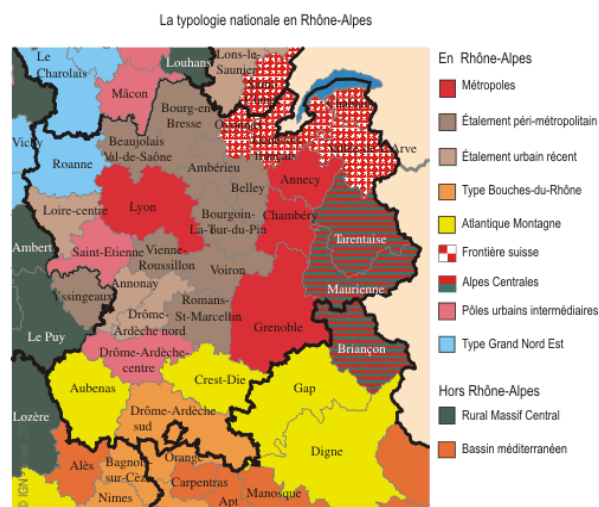 La typologie nationale en Rhône-Alpes
En Rhône-Alpes
Métropoles
Étalement péri-métropolitain
Étalement urbain récent
Type Bouches-du-Rhône
Atlantique Montagne
Frontière suisse
Alpes Centrales
Pôles urbains intermédiaires
Type Grand Nord Est
Hors Rhône-Alpes
Rural Massif Central
Bassin méditerranéen
Le
Charolais
Louhans
Lons-le-
Saunier
Mâcon
Bourg-en-
Bresse
Vichy
Roanne
Beaujolais
Val-de-Saône
Ambérieu
Arve
Annecy
Belley
Lyon
Loire-centre
Bourgoin-
La-Tour-du-Pin
Chambéry
Tarentaise
Ambert
Saint-Etienne
Vienne-
Roussillon
Voiron
Maurienne
Yssingeaux
Annonay
Romans-
St-Marcellin
Drôme-
Ardèche nord
Grenoble
Le Puy
Drôme-Ardèche-
centre
Briançon
Aubenas
Crest-Die
Gap
Lozère
Drôme-Ardèche
sud
Digne
Alès
Bagnols-
sur-Cèz
Orange
Carpentras
Nimes
Apt
Manosque
© IGN